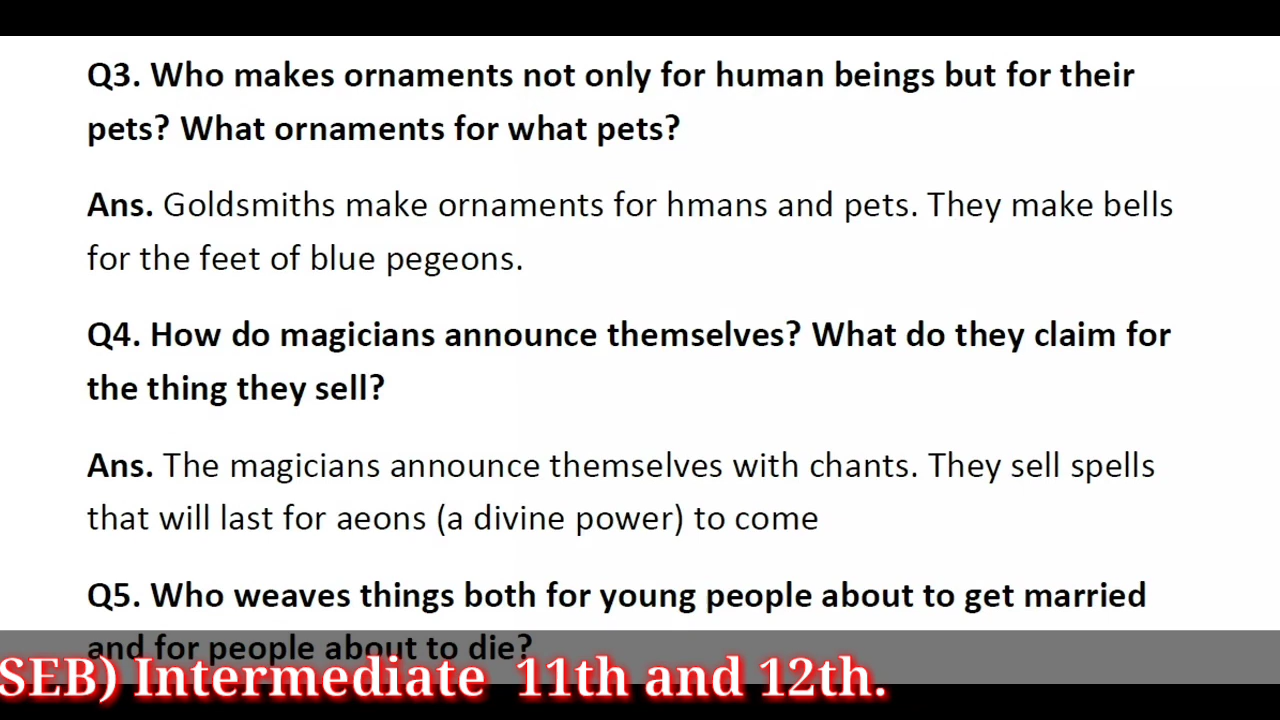 Q3. Who makes ornaments not only for human beings but for their
pets? What ornaments for what pets?
Ans. Goldsmiths make ornaments for hmans and pets. They make bells
for the feet of blue pegeons.
Q4. How do magicians announce themselves? What do they claim for
the thing they sell?
Ans. The magicians announce themselves with chants. They sell spells
that will last for aeons (a divine power) to come
Q5. Who weaves things both for young people about to get married
and for people about to die?
SEB) Intermediate 11th and 12th.